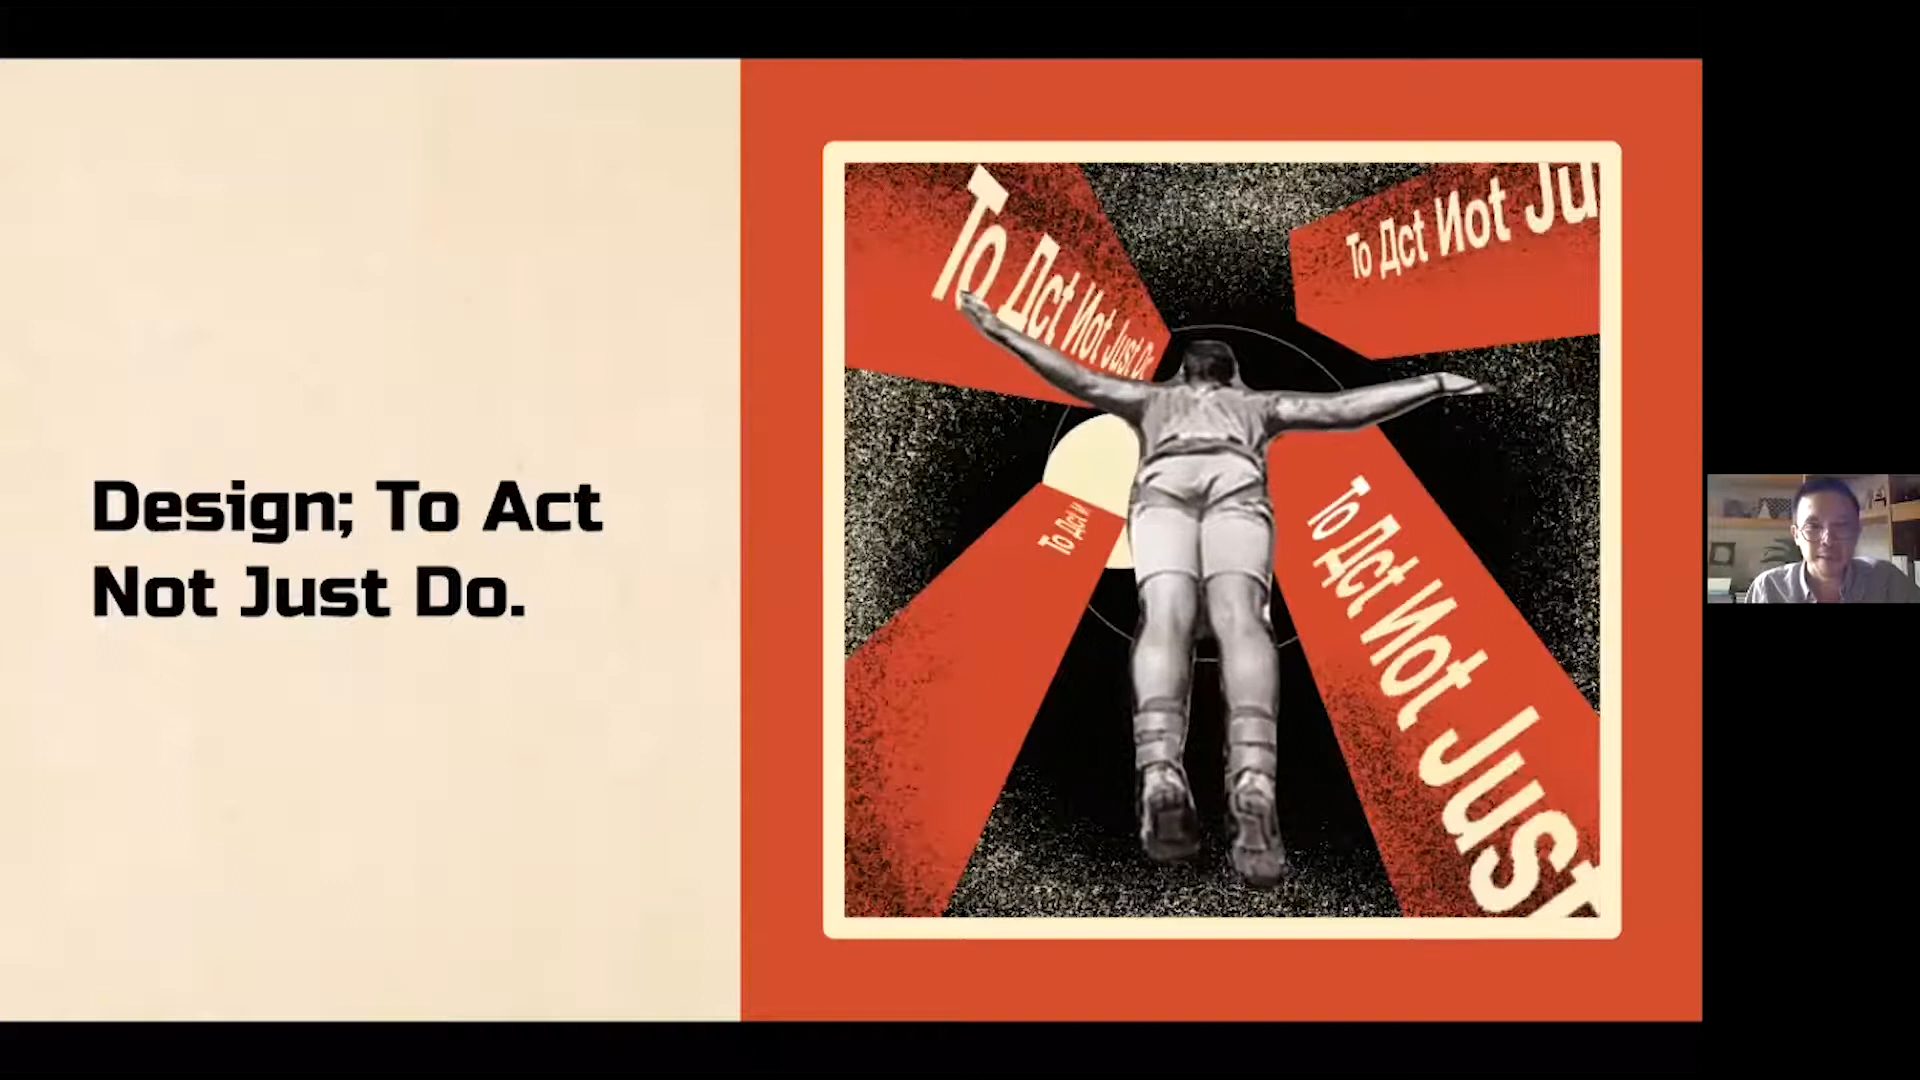 Design; To Act
Not Just Do.
To Дct Иot Just Do
To Дct Иot Ju
To Дct И
To Дct Иot Just